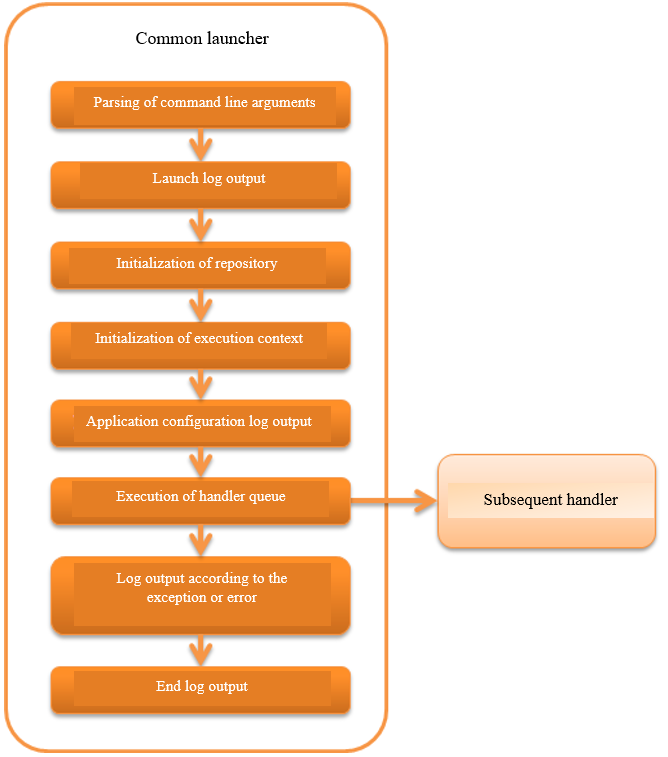 Common launcher
Parsing of command line arguments
Launch log output
Initialization of repository
Initialization of execution context
Application configuration log output
Execution of handler queue
Subsequent handler
Log output according to the
exception or error
End log output